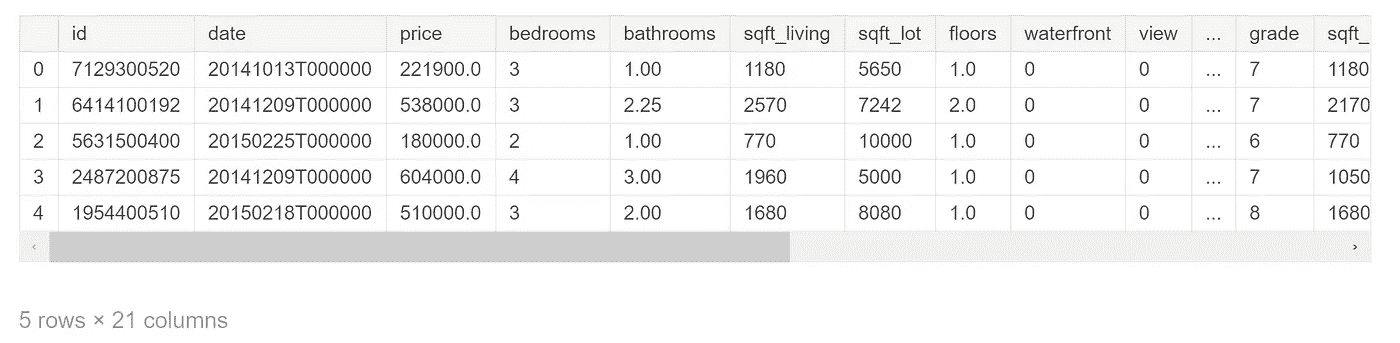 id date price bedrooms bathrooms sqft_living sqft_lot floors waterfront view ... grade sqft_
0 7129300520 20141013T000000 221900.0 3 1.00 1180 5650 1.0 0 0 ... 7 1180
1 6414100192 20141209T000000 538000.0 3 2.25 2570 7242 2.0 0 0 ... 7 2170
2 5631500400 20150225T000000 180000.0 2 1.00 770 10000 1.0 0 0 ... 6 770
3 2487200875 20141209T000000 604000.0 4 3.00 1960 5000 1.0 0 0 ... 7 1050
4 1954400510 20150218T000000 510000.0 3 2.00 1680 8080 1.0 0 0 ... 8 1680
5 rows × 21 columns